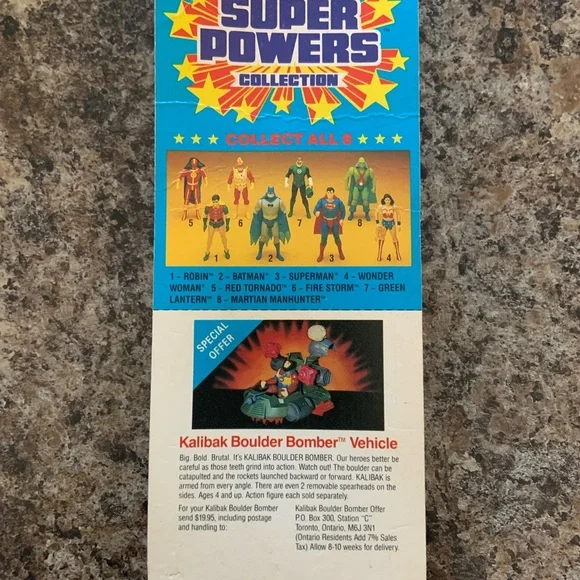 SUPER
POWERS
COLLECTION
COLLECT ALL 8
5 6 7 8
1 2 3 4
1 – ROBIN™ 2 – BATMAN® 3 – SUPERMAN® 4 – WONDER
WOMAN® 5 – RED TORNADO™ 6 – FIRE STORM™ 7 – GREEN
LANTERN™ 8 – MARTIAN MANHUNTER™
SPECIAL
OFFER
Kalibak Boulder Bomber™ Vehicle
Big. Bold. Brutal. It's KALIBAK BOULDER BOMBER. Our heroes better be
careful as those teeth grind into action. Watch out! The boulder can be
catapulted and the rockets launched backward or forward. KALIBAK is
armed from every angle. There are even 2 removable spearheads on the
sides. Ages 4 and up. Action figure each sold separately.
For your Kalibak Boulder Bomber
send $19.95, including postage
and handling to:
Kalibak Boulder Bomber Offer
P.O. Box 300, Station "C"
Toronto, Ontario, M6J 3N1
(Ontario Residents Add 7% Sales
Tax) Allow 8-10 weeks for delivery.